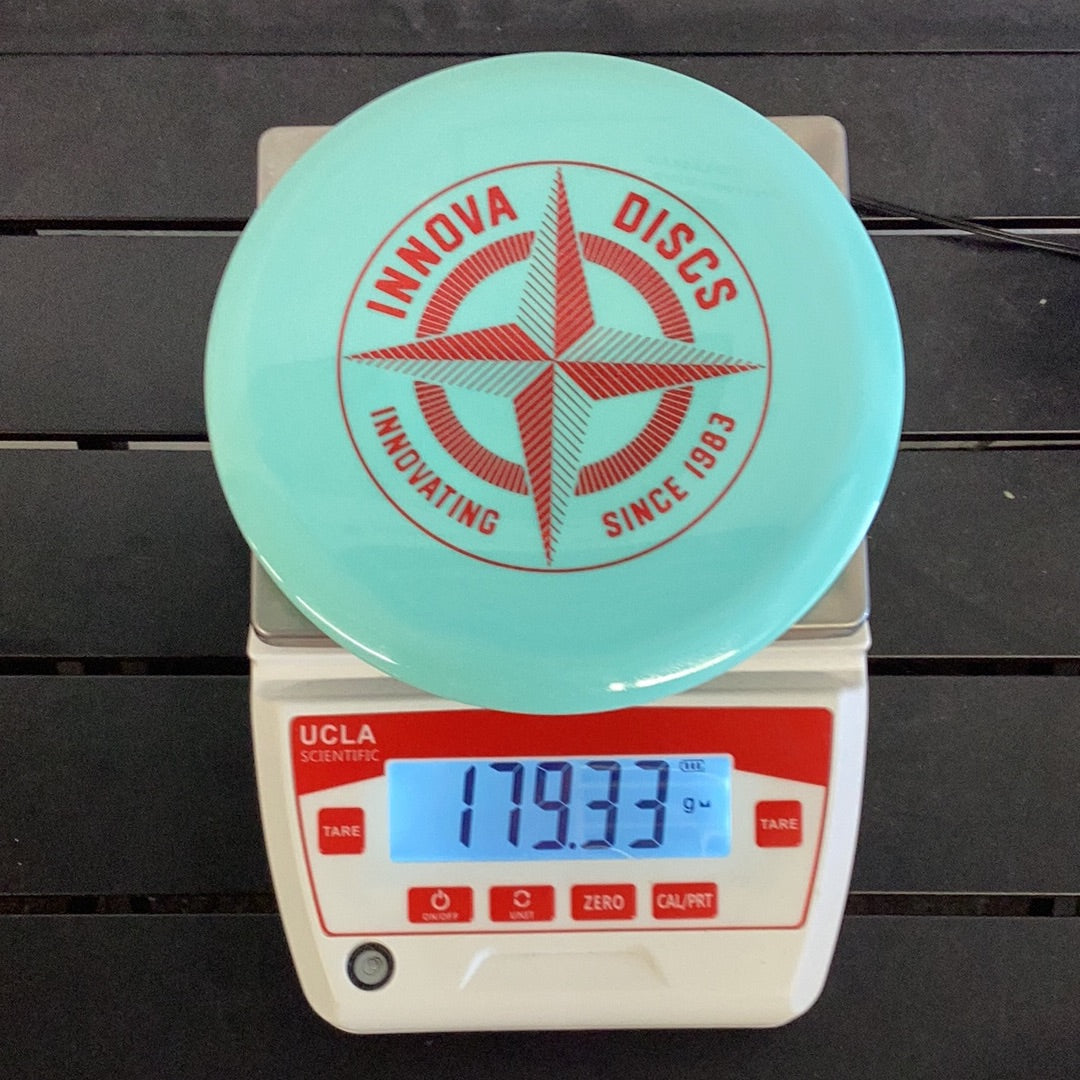 INNOVA DISCS
INNOVATING SINCE 1983
UCLA
SCIENTIFIC
179.33 g
TARE
TARE
ON/OFF
UNIT
ZERO
CAL/PRT